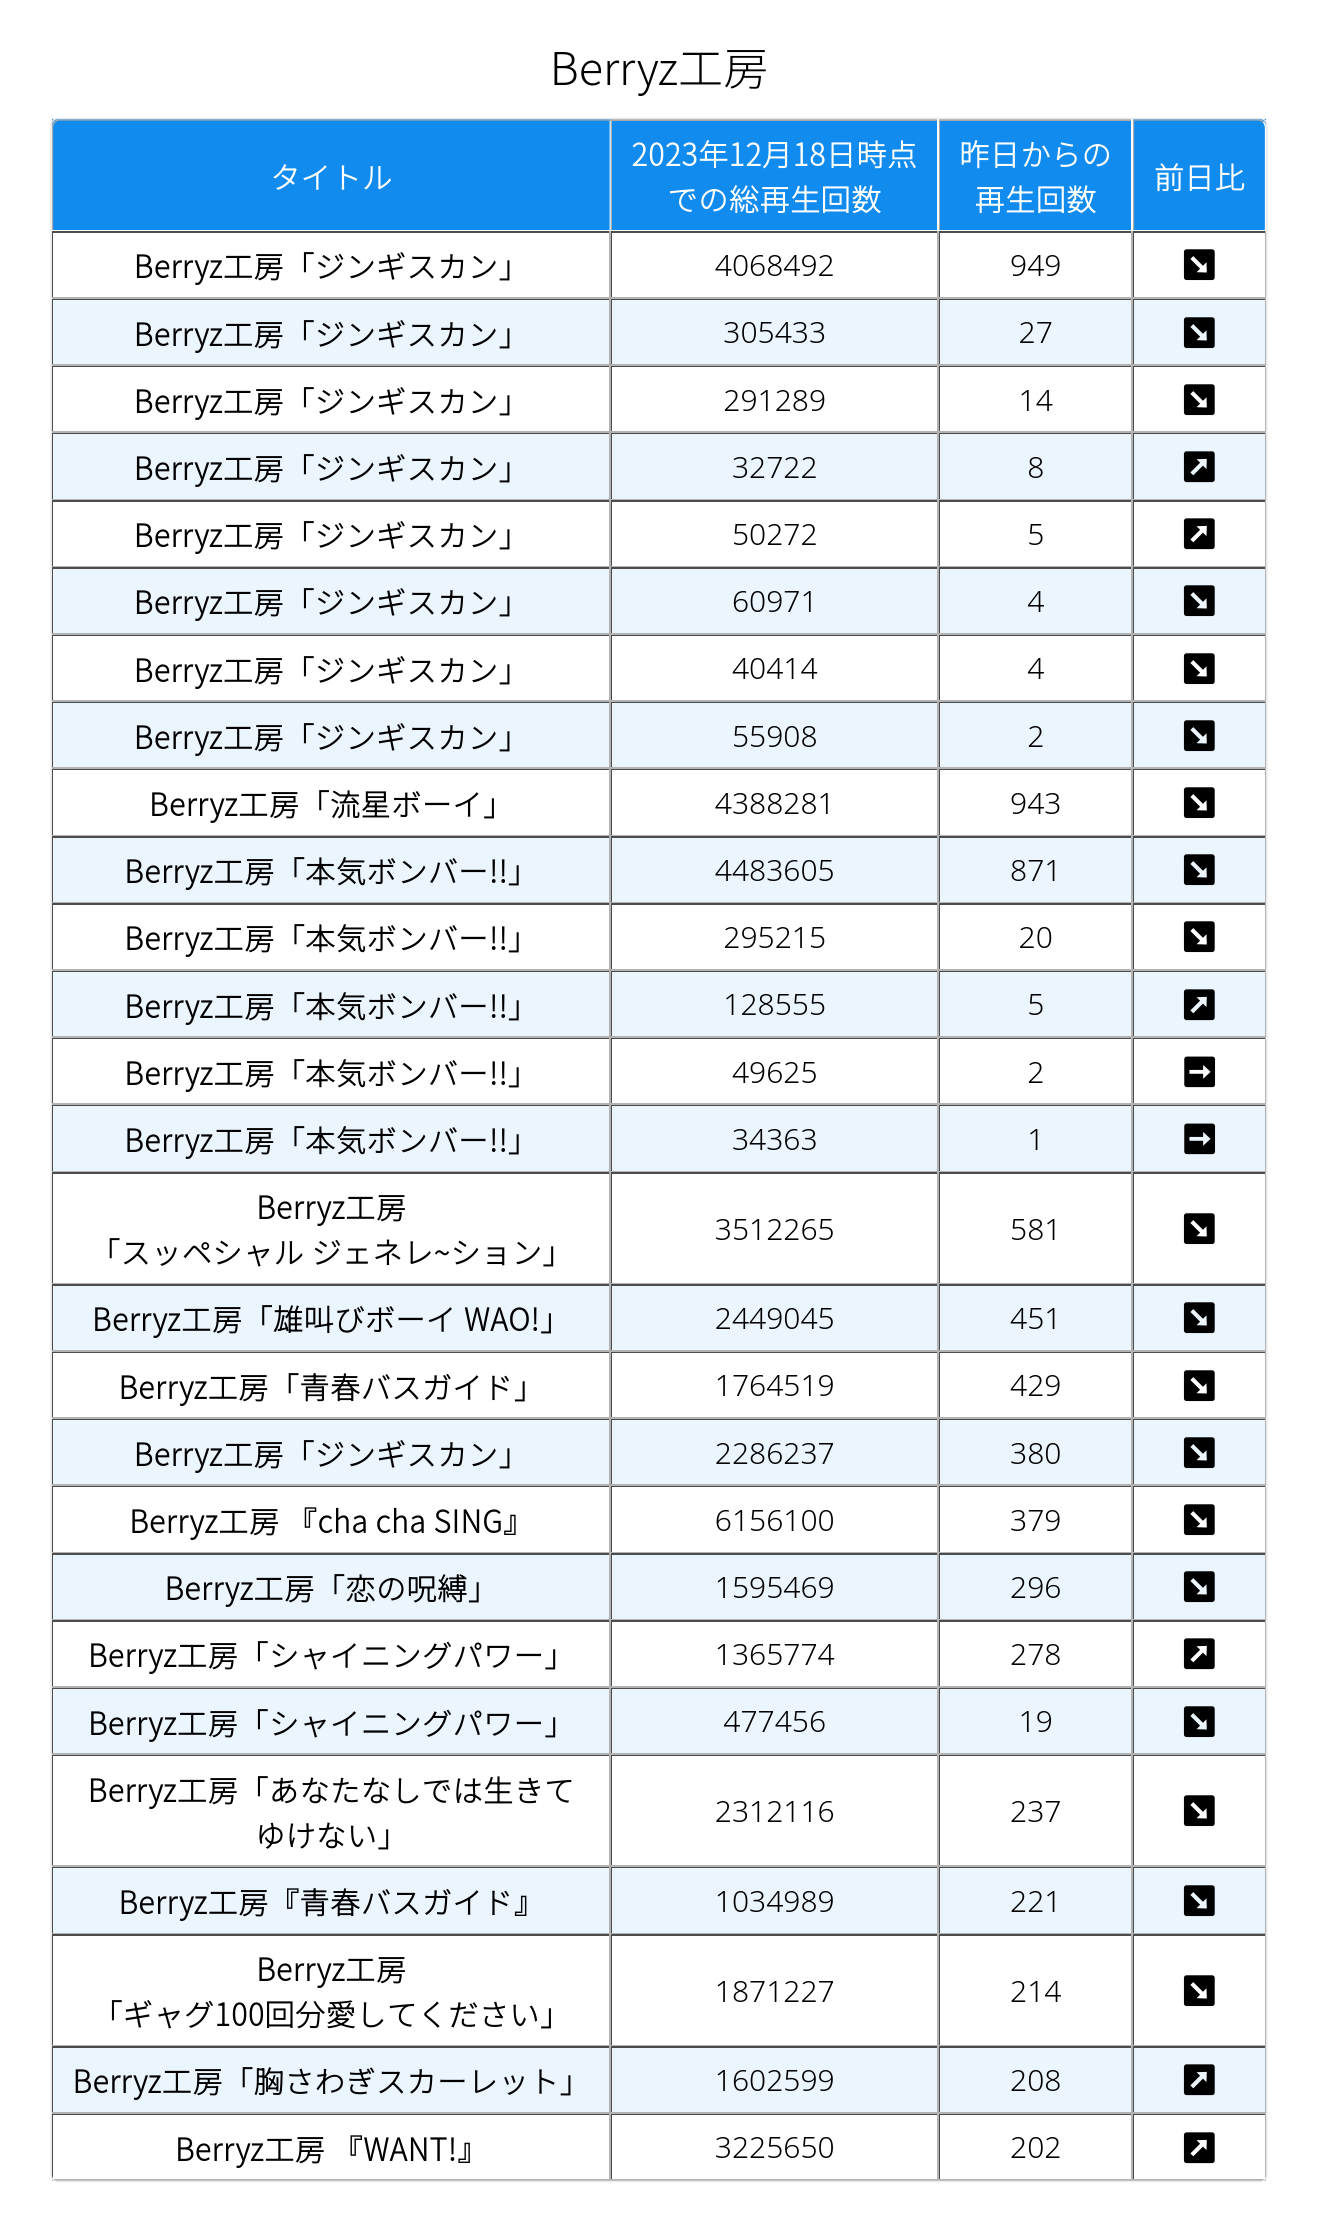 Berryz工房
タイトル 2023年12月18日時点 昨日からの 前日比
での総再生回数 再生回数
Berryz工房「ジンギスカン」 4068492 949 ↘
Berryz工房「ジンギスカン」 305433 27 ↘
Berryz工房「ジンギスカン」 291289 14 ↘
Berryz工房「ジンギスカン」 32722 8 ↗
Berryz工房「ジンギスカン」 50272 5 ↗
Berryz工房「ジンギスカン」 60971 4 ↘
Berryz工房「ジンギスカン」 40414 4 ↘
Berryz工房「ジンギスカン」 55908 2 ↘
Berryz工房「流星ボーイ」 4388281 943 ↘
Berryz工房「本気ボンバー!!」 4483605 871 ↘
Berryz工房「本気ボンバー!!」 295215 20 ↘
Berryz工房「本気ボンバー!!」 128555 5 ↗
Berryz工房「本気ボンバー!!」 49625 2 →
Berryz工房「本気ボンバー!!」 34363 1 →
Berryz工房
「スッペシャル ジェネレ~ション」 3512265 581 ↘
Berryz工房「雄叫びボーイ WAO!」 2449045 451 ↘
Berryz工房「青春バスガイド」 1764519 429 ↘
Berryz工房「ジンギスカン」 2286237 380 ↘
Berryz工房 『cha cha SING』 6156100 379 ↘
Berryz工房「恋の呪縛」 1595469 296 ↘
Berryz工房「シャイニングパワー」 1365774 278 ↗
Berryz工房「シャイニングパワー」 477456 19 ↘
Berryz工房「あなたなしでは生きて
ゆけない」 2312116 237 ↘
Berryz工房『青春バスガイド』 1034989 221 ↘
Berryz工房
「ギャグ100回分愛してください」 1871227 214 ↘
Berryz工房「胸さわぎスカーレット」 1602599 208 ↗
Berryz工房 『WANT!』 3225650 202 ↗